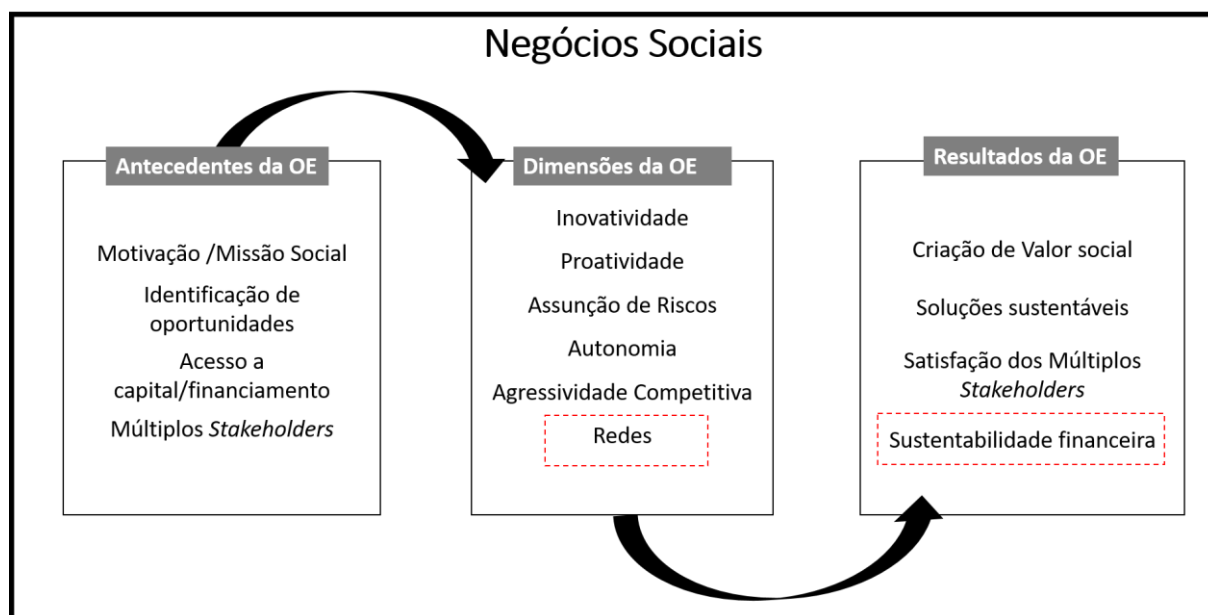 Negócios Sociais
Antecedentes da OE
Motivação /Missão Social
Identificação de
oportunidades
Acesso a
capital/financiamento
Múltiplos Stakeholders
Dimensões da OE
Inovatividade
Proatividade
Assunção de Riscos
Autonomia
Agressividade Competitiva
Redes
Resultados da OE
Criação de Valor social
Soluções sustentáveis
Satisfação dos Múltiplos
Stakeholders
Sustentabilidade financeira